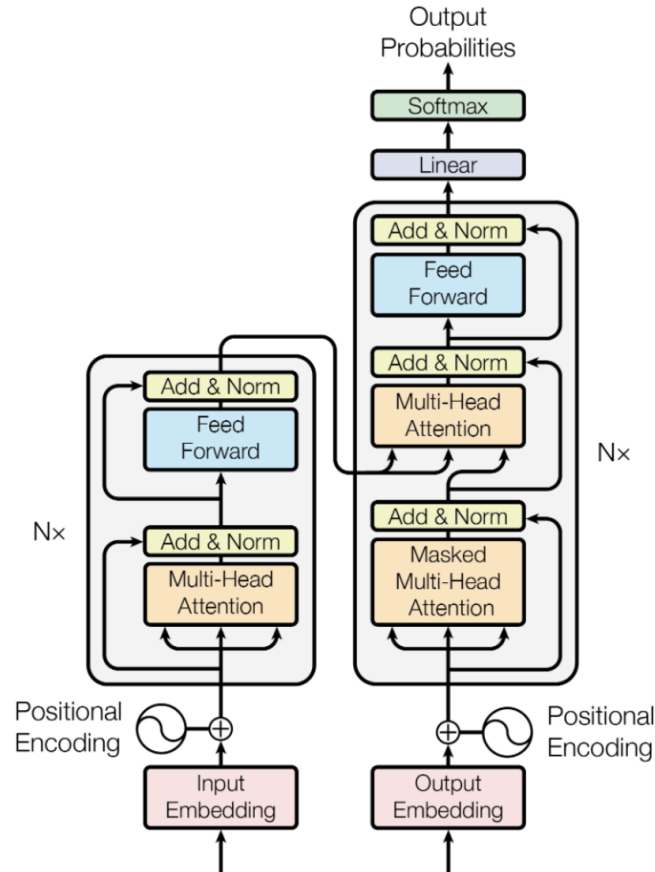 Output
Probabilities
Softmax
Linear
Add & Norm
Feed
Forward
Add & Norm
Multi-Head
Attention
Nx
Add & Norm
Masked
Multi-Head
Attention
Add & Norm
Feed
Forward
Nx
Add & Norm
Multi-Head
Attention
Positional
Encoding
Positional
Encoding
Input
Embedding
Output
Embedding